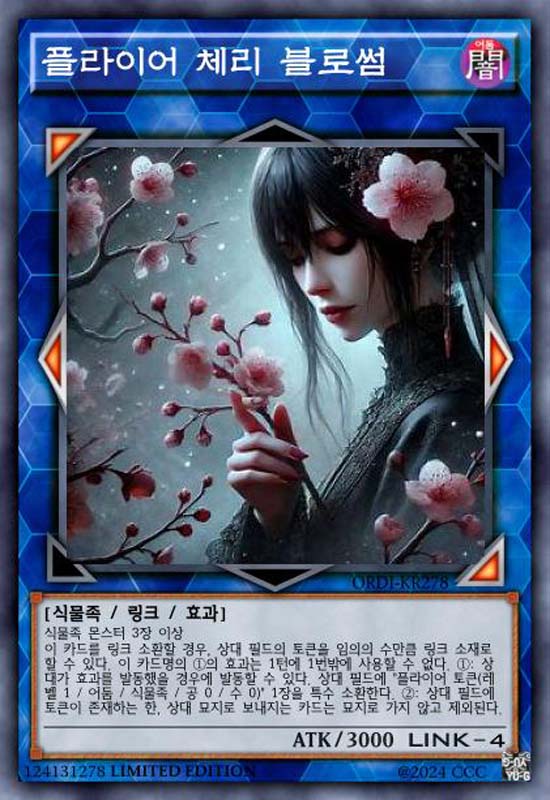 플라이어 체리 블로썸
어둠
闇
ORDI-KR278
[식물족 / 링크 / 효과]
식물족 몬스터 3장 이상
이 카드를 링크 소환할 경우, 상대 필드의 토큰을 임의의 수만큼 링크 소재로
할 수 있다. 이 카드명의 ①의 효과는 1턴에 1번밖에 사용할 수 없다. ①: 상
대가 효과를 발동했을 경우에 발동할 수 있다. 상대 필드에 "플라이어 토큰(레
벨 1 / 어둠 / 식물족 / 공 0 / 수 0)" 1장을 특수 소환한다. ②: 상대 필드에
토큰이 존재하는 한, 상대 묘지로 보내지는 카드는 묘지로 가지 않고 제외된다.
ATK/3000 LINK-4
124131278 LIMITED EDITION
@2024 CCC